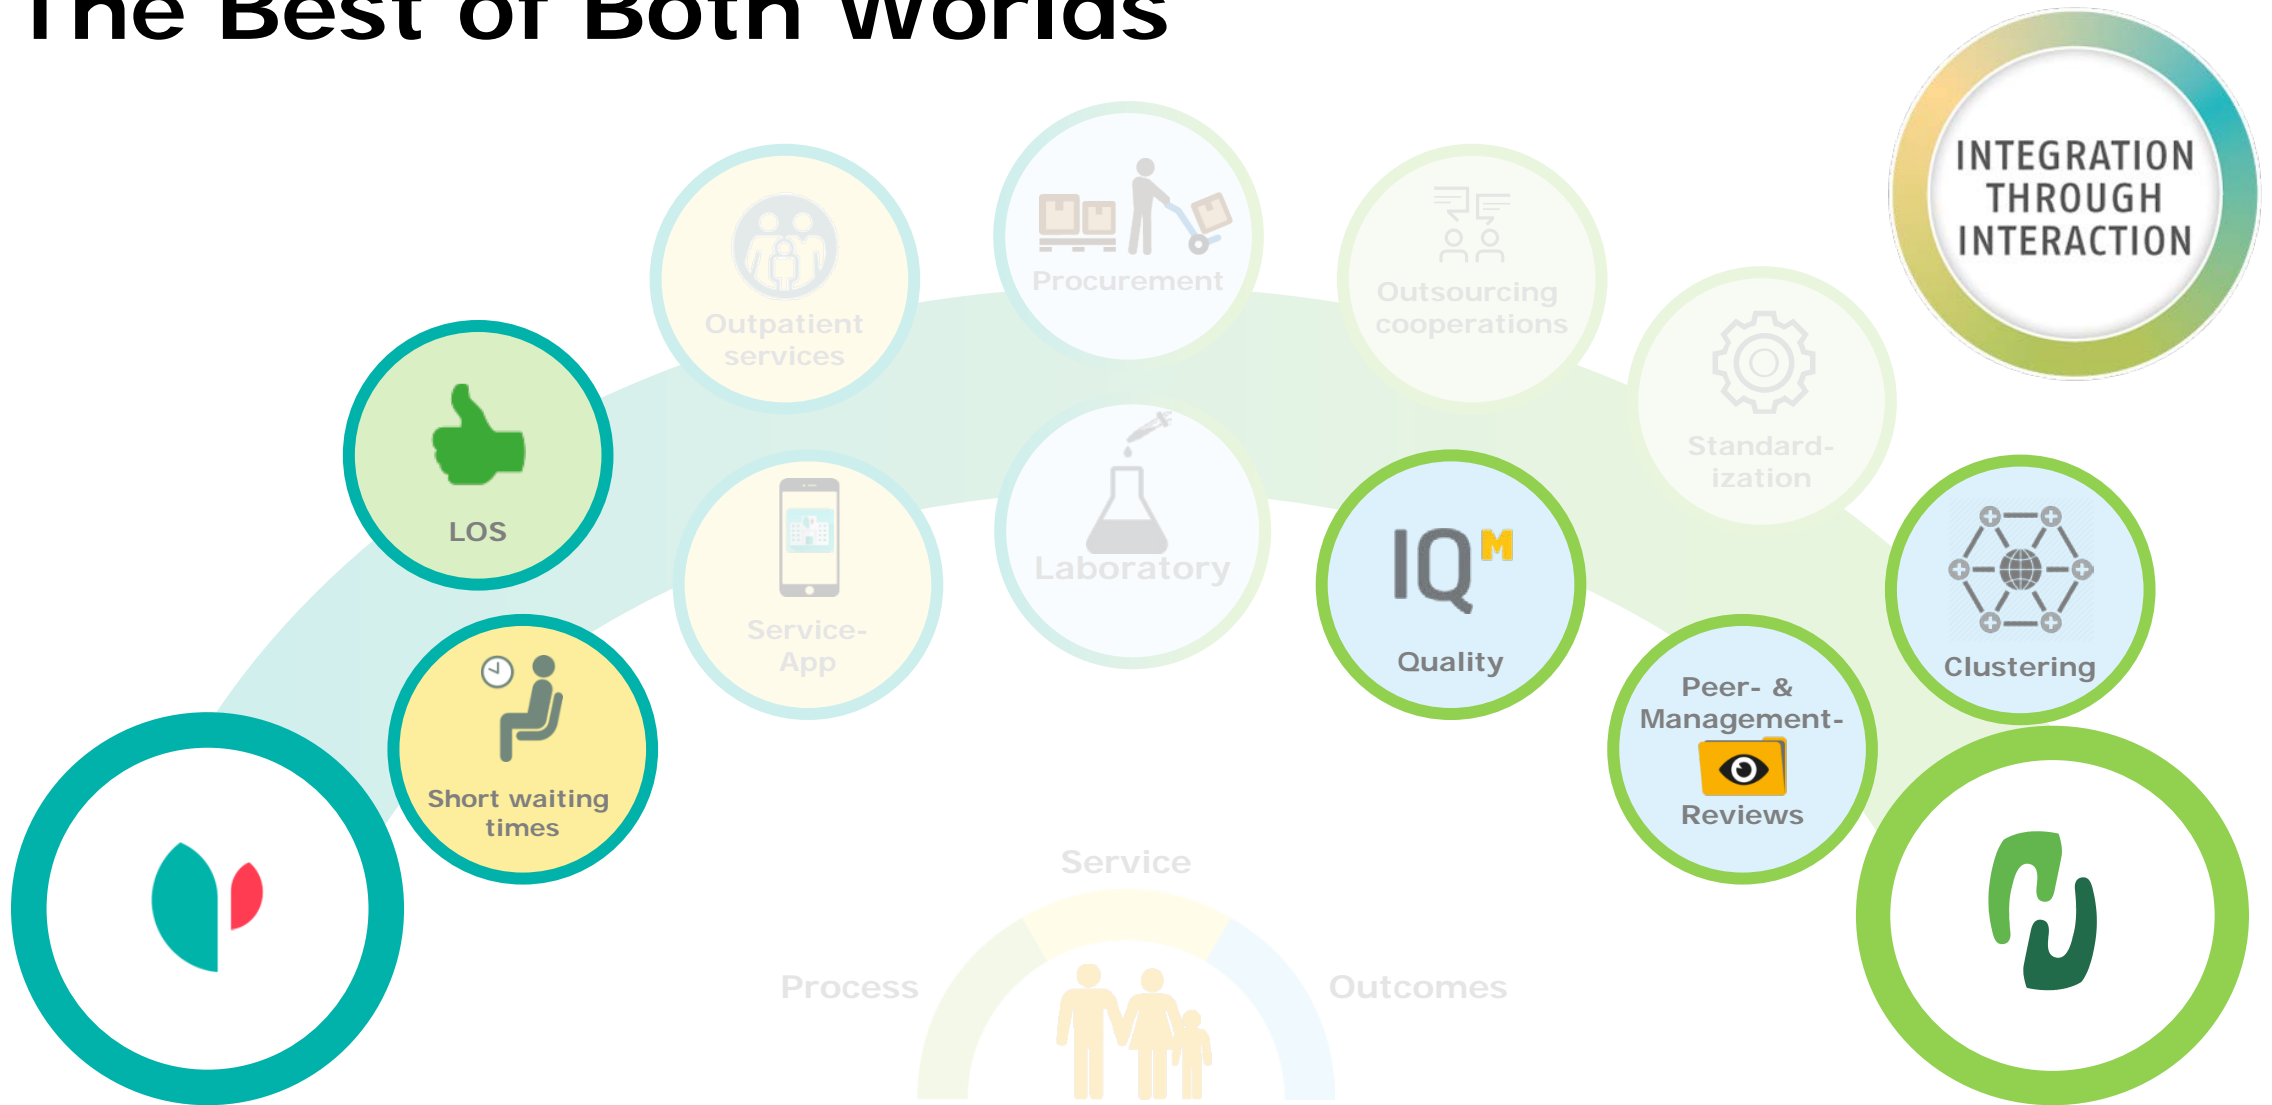 The Best of Both Worlds
INTEGRATION
THROUGH
INTERACTION
Procurement
Outpatient
services
Outsourcing
cooperations
Standard-
ization
LOS
Service-
App
Laboratory
IQM
Quality
Clustering
Peer- &
Management-
Reviews
Short waiting
times
Service
Process
Outcomes